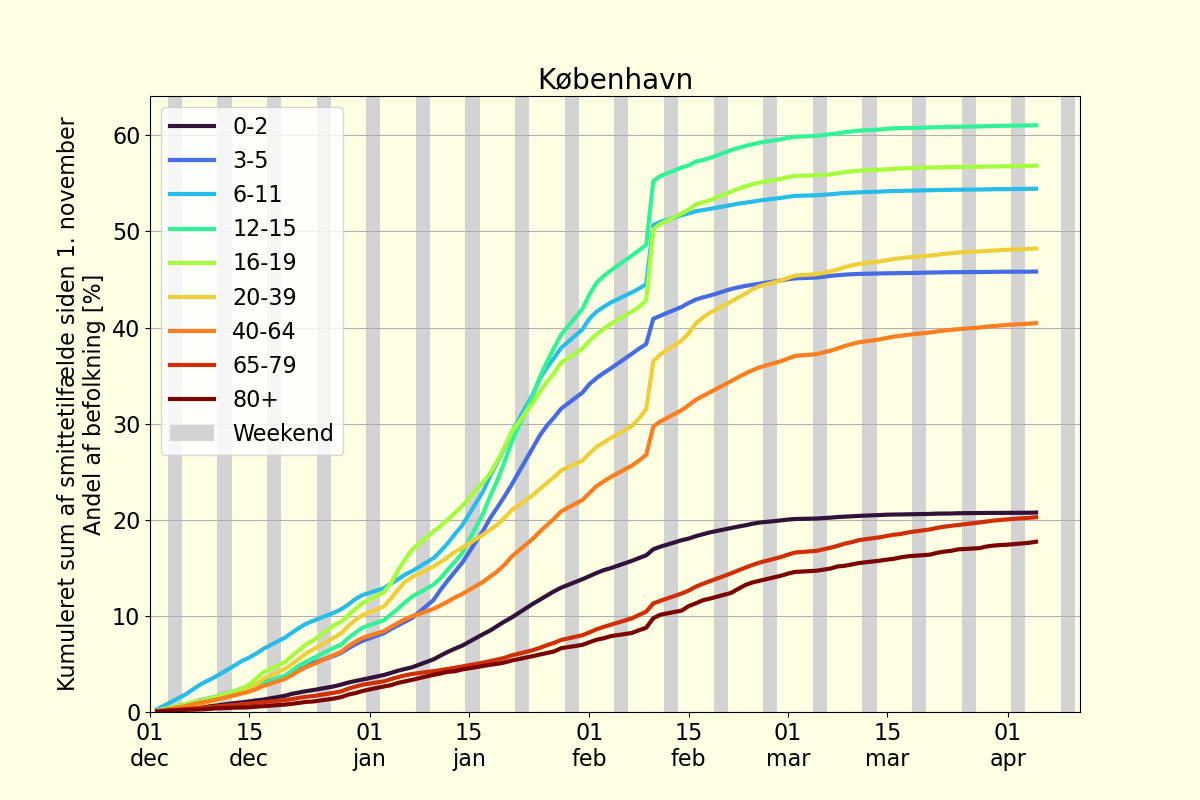 København
Kumuleret sum af smittetilfælde siden 1. november
Andel af befolkning [%]
60
50
40
30
20
10
0
0-2
3-5
6-11
12-15
16-19
20-39
40-64
65-79
80+
Weekend
01 15 01 15 01 15 01 15 01
dec dec jan jan feb feb mar mar apr